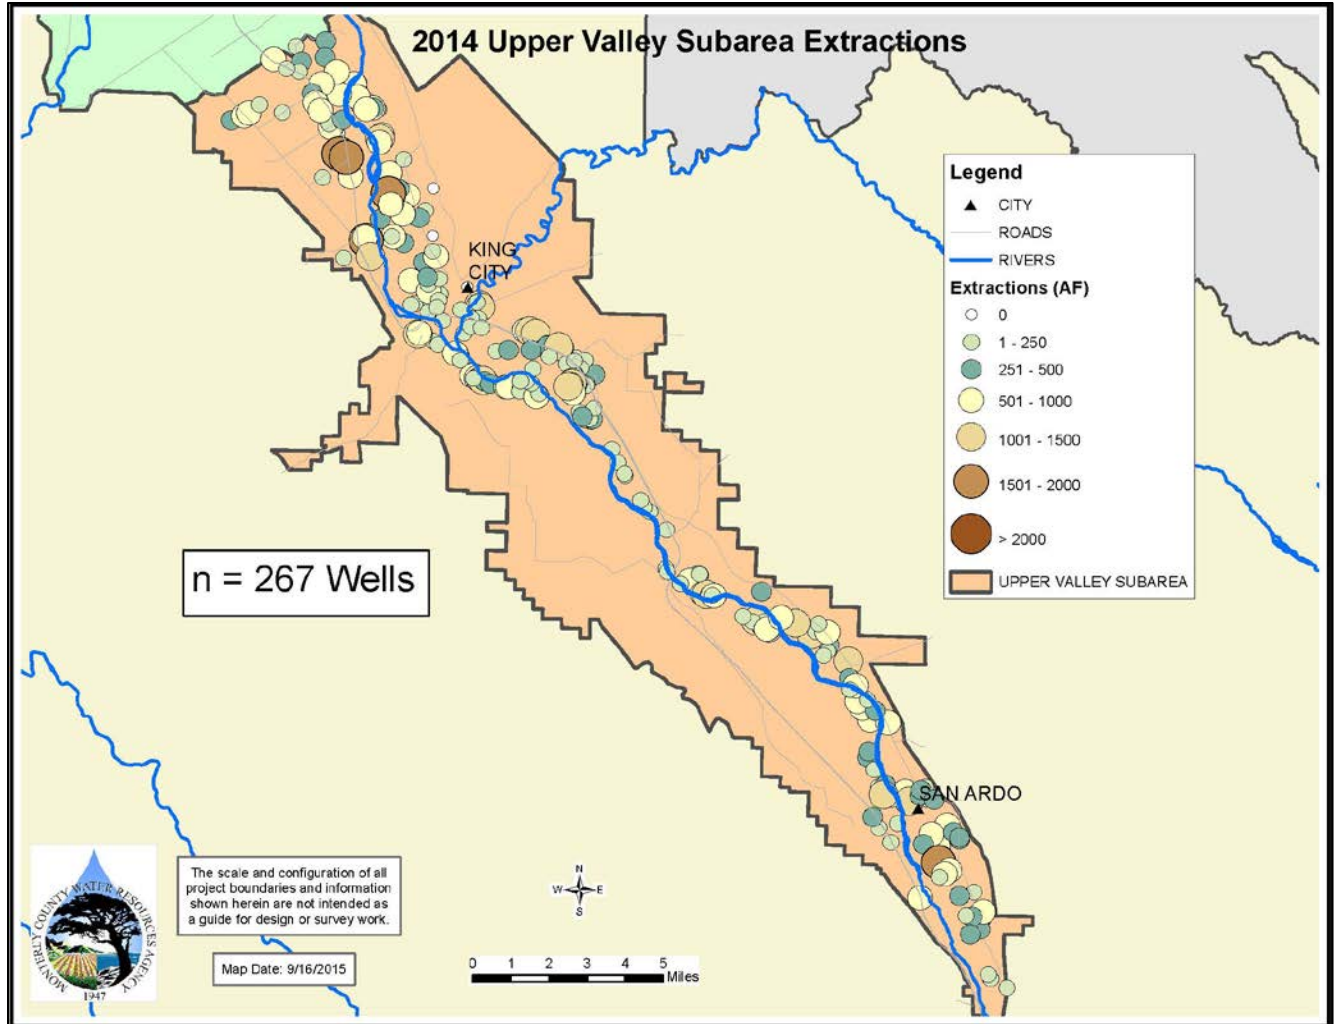 2014 Upper Valley Subarea Extractions
Legend
CITY
ROADS
RIVERS
Extractions (AF)
0
1 - 250
251 - 500
501 - 1000
1001 - 1500
1501 - 2000
> 2000
UPPER VALLEY SUBAREA
KING
CITY
n = 267 Wells
SAN ARDO
The scale and configuration of all
project boundaries and information
shown herein are not intended as
a guide for design or survey work.
Map Date: 9/16/2015
MONTEREY COUNTY WATER RESOURCES AGENCY
1947
N
W E
S
0 1 2 3 4 5
Miles